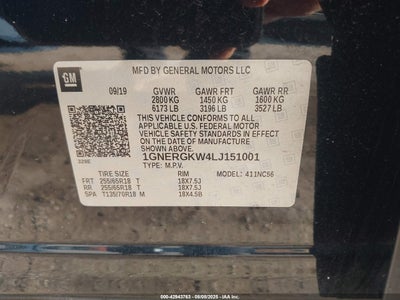 GM
MFD BY GENERAL MOTORS LLC
09/19 GVWR GAWR FRT GAWR RR
2800 KG 1450 KG 1600 KG
6173 LB 3196 LB 3527 LB
THIS VEHICLE CONFORMS TO ALL
APPLICABLE U.S. FEDERAL MOTOR
VEHICLE SAFETY STANDARDS
IN EFFECT ON THE DATE OF
MANUFACTURE SHOWN ABOVE.
1GNERGKW4LJ151001
TYPE: M.P.V.
TIRE SIZE RIM MODEL: 411NC56
FRT 255/65R18 T 18X7.5J
RR 255/65R18 T 18X7.5J
SPA T135/70R18 M 18X4.5B
000-42943763 - 09/09/2025 - IAA